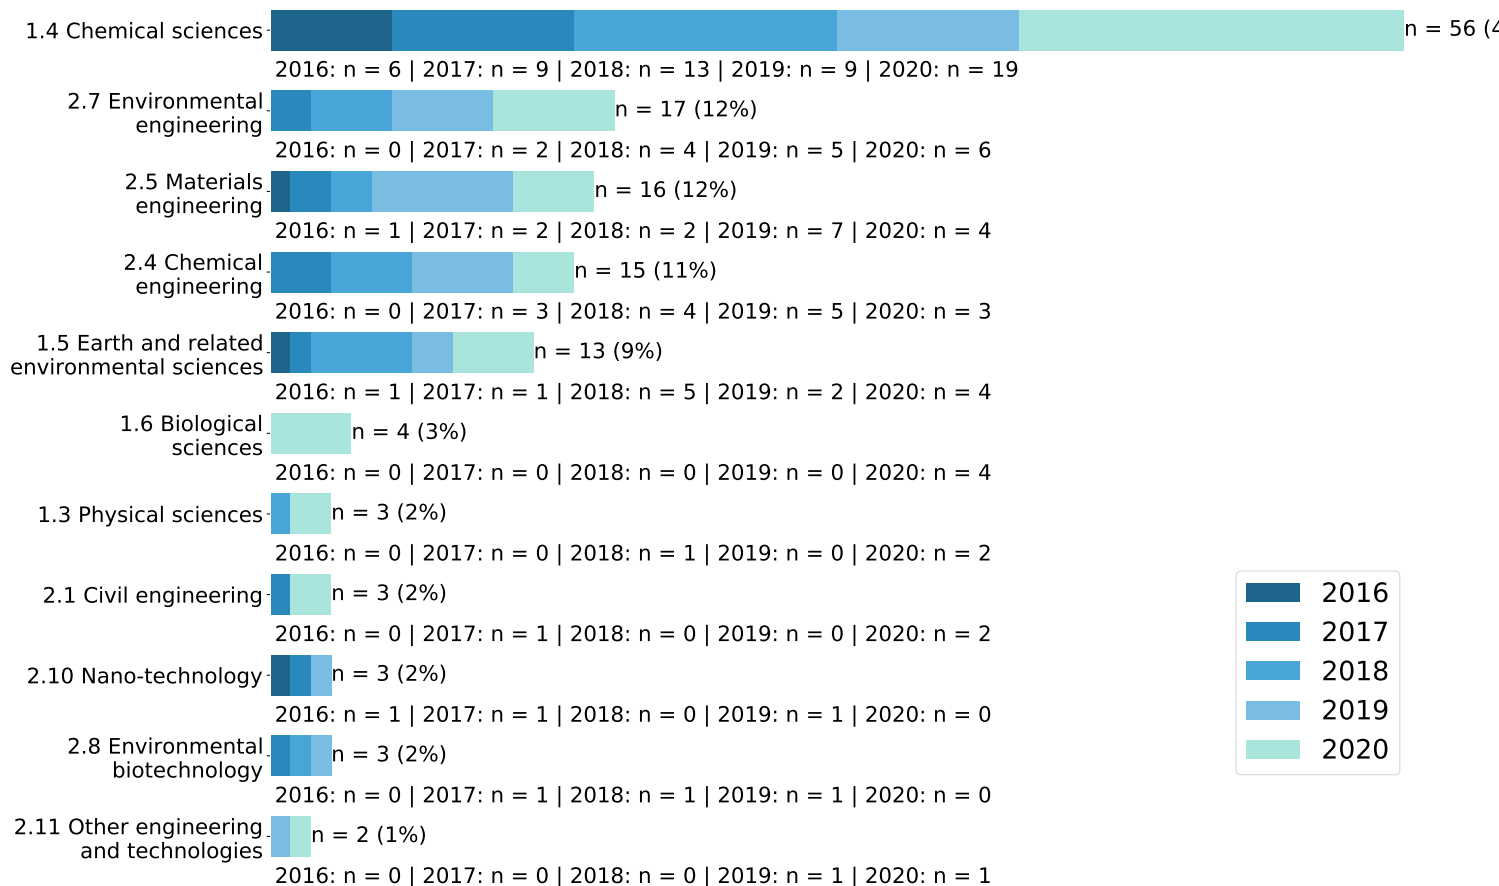 1.4 Chemical sciences
n = 56 (4
2016: n = 6 | 2017: n = 9 | 2018: n = 13 | 2019: n = 9 | 2020: n = 19
2.7 Environmental
engineering
n = 17 (12%)
2016: n = 0 | 2017: n = 2 | 2018: n = 4 | 2019: n = 5 | 2020: n = 6
2.5 Materials
engineering
n = 16 (12%)
2016: n = 1 | 2017: n = 2 | 2018: n = 2 | 2019: n = 7 | 2020: n = 4
2.4 Chemical
engineering
n = 15 (11%)
2016: n = 0 | 2017: n = 3 | 2018: n = 4 | 2019: n = 5 | 2020: n = 3
1.5 Earth and related
environmental sciences
n = 13 (9%)
2016: n = 1 | 2017: n = 1 | 2018: n = 5 | 2019: n = 2 | 2020: n = 4
1.6 Biological
sciences
n = 4 (3%)
2016: n = 0 | 2017: n = 0 | 2018: n = 0 | 2019: n = 0 | 2020: n = 4
1.3 Physical sciences
n = 3 (2%)
2016: n = 0 | 2017: n = 0 | 2018: n = 1 | 2019: n = 0 | 2020: n = 2
2.1 Civil engineering
n = 3 (2%)
2016: n = 0 | 2017: n = 1 | 2018: n = 0 | 2019: n = 0 | 2020: n = 2
2.10 Nano-technology
n = 3 (2%)
2016: n = 1 | 2017: n = 1 | 2018: n = 0 | 2019: n = 1 | 2020: n = 0
2.8 Environmental
biotechnology
n = 3 (2%)
2016: n = 0 | 2017: n = 1 | 2018: n = 1 | 2019: n = 1 | 2020: n = 0
2.11 Other engineering
and technologies
n = 2 (1%)
2016: n = 0 | 2017: n = 0 | 2018: n = 0 | 2019: n = 1 | 2020: n = 1
2016
2017
2018
2019
2020